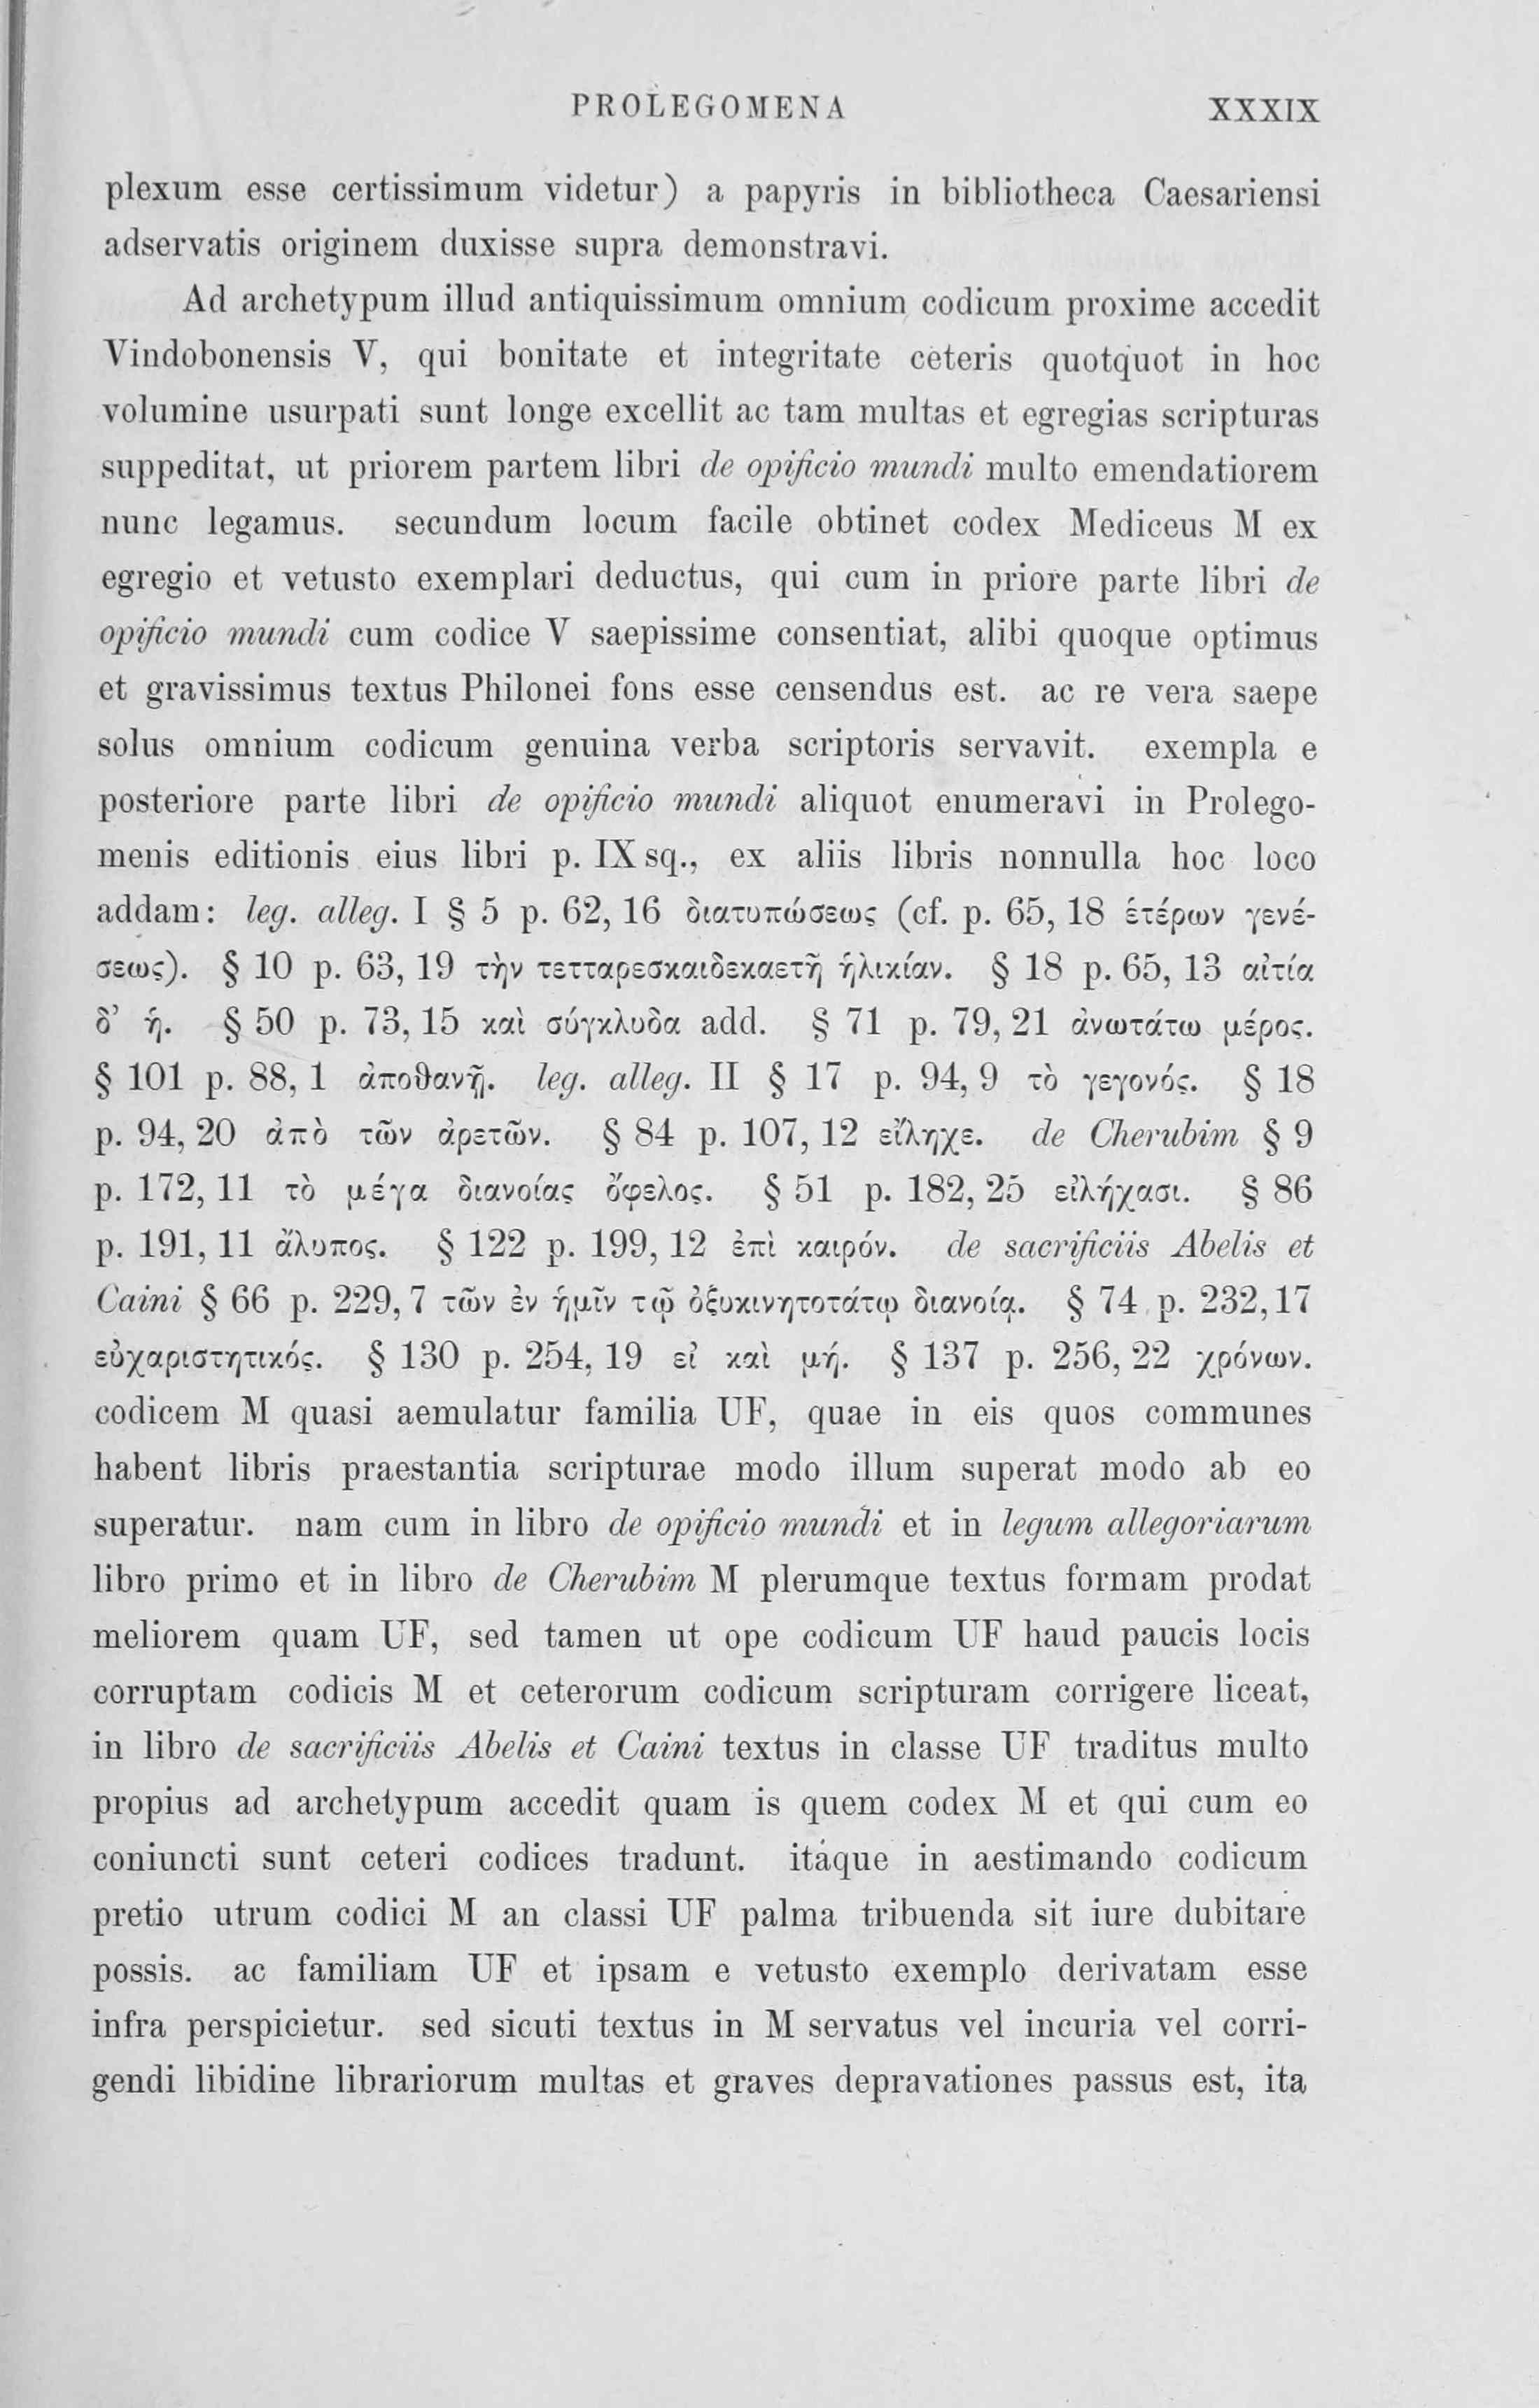 PROLEGOMENA XXXIX
plexum esse certissimum videtur) a papyris in bibliotheca Caesariensi
adservatis originem duxisse supra demonstravi.
Ad archetypum illud antiquissimum omnium codicum proxime accedit
Vindobonensis V, qui bonitate et integritate ceteris quotquot in hoc
volumine usurpati sunt longe excellit ac tam multas et egregias scripturas
suppeditat, ut priorem partem libri de opificio mundi multo emendatiorem
nunc legamus. secundum locum facile obtinet codex Mediceus M ex
egregio et vetusto exemplari deductus, qui cum in priore parte libri de
opificio mundi cum codice V saepissime consentiat, alibi quoque optimus
et gravissimus textus Philonei fons esse censendus est. ac re vera saepe
solus omnium codicum genuina verba scriptoris servavit. exempla e
posteriore parte libri de opificio mundi aliquot enumeravi in Prolego-
menis editionis eius libri p. IX sq., ex aliis libris nonnulla hoc loco
addam: leg. alleg. I § 5 p. 62, 16 διατυπώσεως (cf. p. 65, 18 ἑτέρων γενέ-
σεως). § 10 p. 63, 19 τὴν τετταρεσκαιδεκαετῆ ἡλικίαν. § 18 p. 65, 13 αἰτία
δ’ ἡ. § 50 p. 73, 15 καὶ σύγκλυδα add. § 71 p. 79, 21 ἀνωτάτω μέρος.
§ 101 p. 88, 1 ἀποθανῇ. leg. alleg. II § 17 p. 94, 9 τὸ γεγονός. § 18
p. 94, 20 ἀπὸ τῶν ἀρετῶν. § 84 p. 107, 12 εἴληχε. de Cherubim § 9
p. 172, 11 τὸ μέγα διανοίας ὄφελος. § 51 p. 182, 25 εἰλήχασι. § 86
p. 191, 11 ἄλυπος. § 122 p. 199, 12 ἐπὶ καιρόν. de sacrificiis Abelis et
Caini § 66 p. 229, 7 τῶν ἐν ἡμῖν τῷ ὀξυκινητοτάτῳ διανοίᾳ. § 74 p. 232, 17
εὐχαριστητικός. § 130 p. 254, 19 εἰ καὶ μή. § 137 p. 256, 22 χρόνων.
codicem M quasi aemulatur familia UF, quae in eis quos communes
habent libris praestantia scripturae modo illum superat modo ab eo
superatur. nam cum in libro de opificio mundi et in legum allegoriarum
libro primo et in libro de Cherubim M plerumque textus formam prodat
meliorem quam UF, sed tamen ut ope codicum UF haud paucis locis
corruptam codicis M et ceterorum codicum scripturam corrigere liceat,
in libro de sacrificiis Abelis et Caini textus in classe UF traditus multo
propius ad archetypum accedit quam is quem codex M et qui cum eo
coniuncti sunt ceteri codices tradunt. itaque in aestimando codicum
pretio utrum codici M an classi UF palma tribuenda sit iure dubitare
possis. ac familiam UF et ipsam e vetusto exemplo derivatam esse
infra perspicietur. sed sicuti textus in M servatus vel incuria vel corri-
gendi libidine librariorum multas et graves depravationes passus est, ita